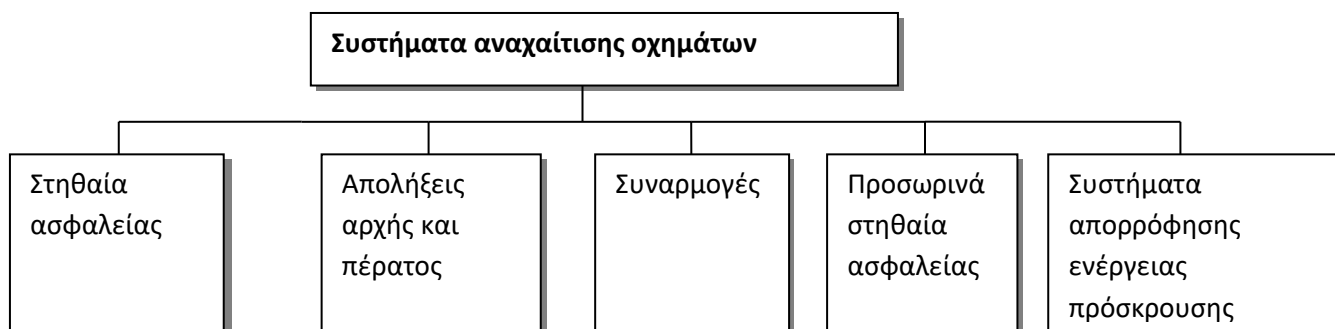 Συστήματα αναχαίτισης οχημάτων
Στηθαία
ασφαλείας
Απολήξεις
αρχής και
πέρατος
Συναρμογές
Προσωρινά
στηθαία
ασφαλείας
Συστήματα
απορρόφησης
ενέργειας
πρόσκρουσης